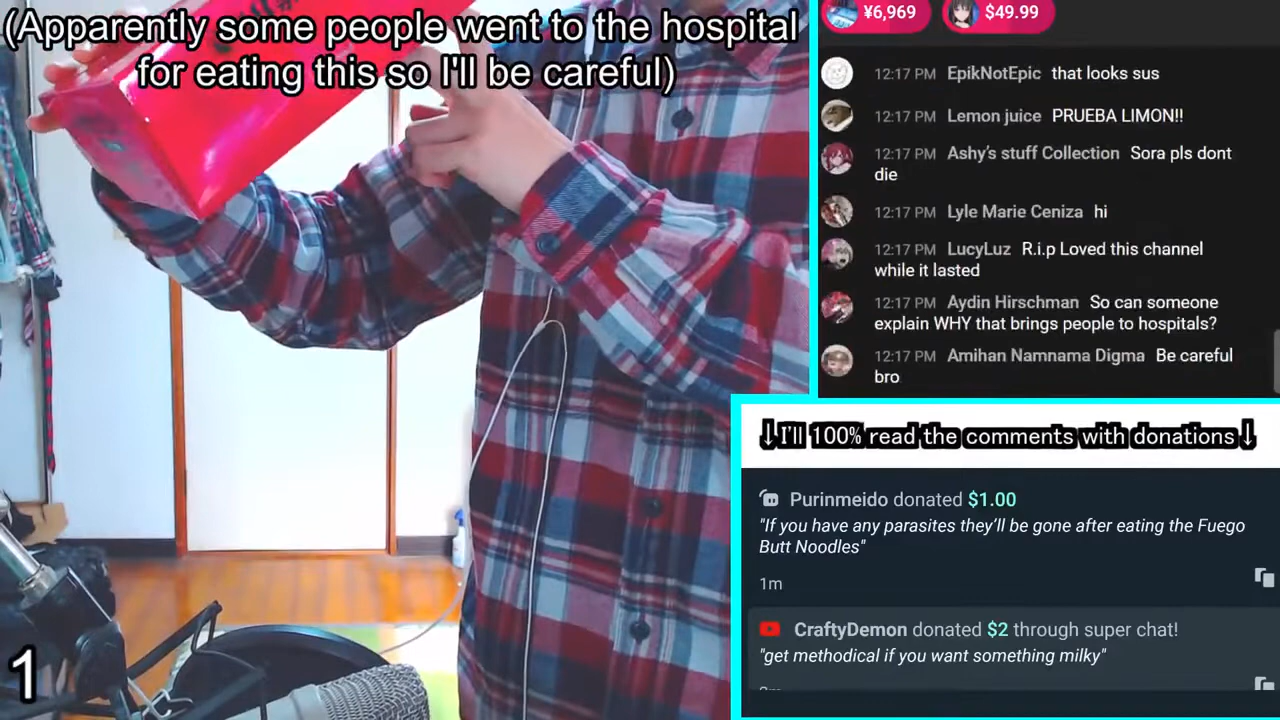 (Apparently some people went to the hospital
for eating this so I'll be careful)
1
¥6,969
$49.99
12:17 PM EpikNotEpic that looks sus
12:17 PM Lemon juice PRUEBA LIMON!!
12:17 PM Ashy's stuff Collection Sora pls dont
die
12:17 PM Lyle Marie Ceniza hi
12:17 PM LucyLuz R.i.p Loved this channel
while it lasted
12:17 PM Aydin Hirschman So can someone
explain WHY that brings people to hospitals?
12:17 PM Amihan Namnama Digma Be careful
bro
↓I'll 100% read the comments with donations↓
Purinmeido donated $1.00
"If you have any parasites they'll be gone after eating the Fuego
Butt Noodles"
1m
CraftyDemon donated $2 through super chat!
"get methodical if you want something milky"